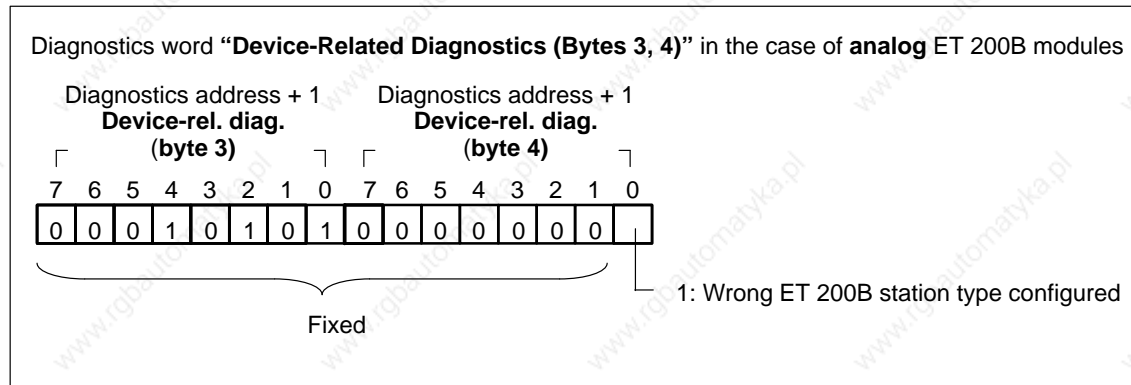 Diagnostics word “Device-Related Diagnostics (Bytes 3, 4)” in the case of analog ET 200B modules
Diagnostics address + 1 Diagnostics address + 1
Device-rel. diag. Device-rel. diag.
(byte 3) (byte 4)
7 6 5 4 3 2 1 0 7 6 5 4 3 2 1 0
0 0 0 1 0 1 0 1 0 0 0 0 0 0 0
1: Wrong ET 200B station type configured
Fixed
www.rgbautomatyka.pl